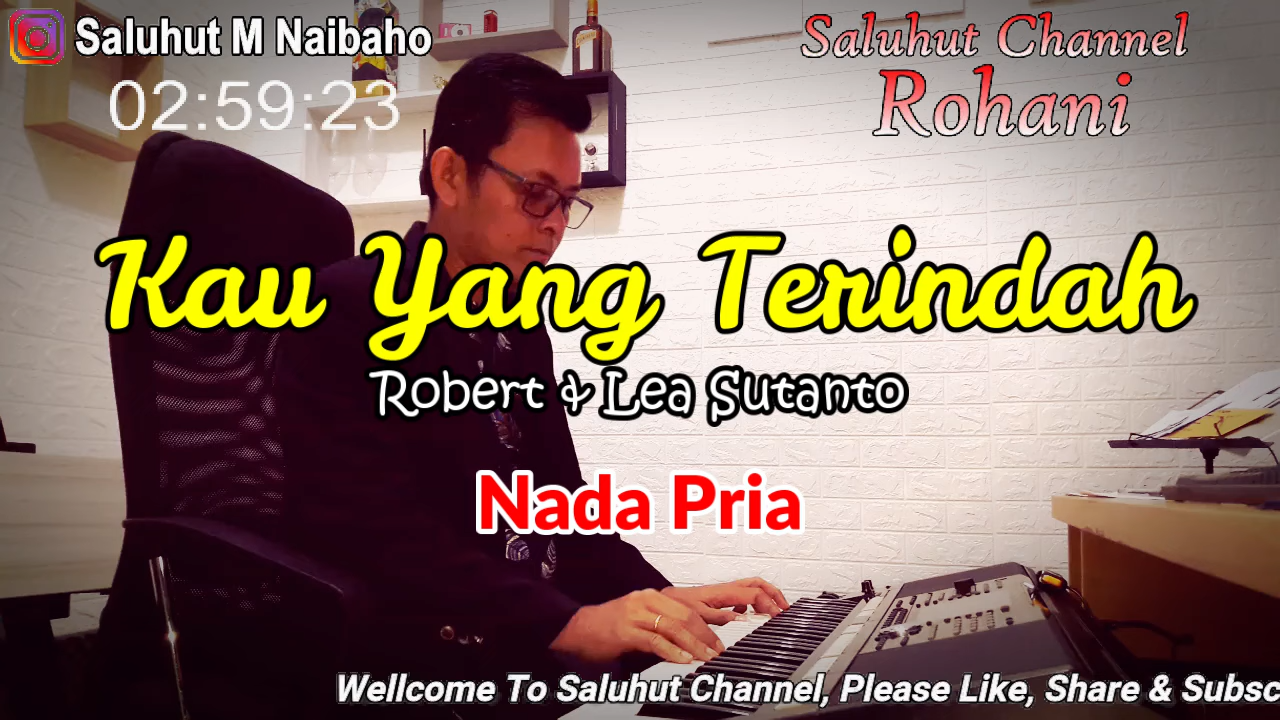 Saluhut M Naibaho
02:59:23
Saluhut Channel
Rohani
Kau Yang Terindah
Robert & Lea Sutanto
Nada Pria
Wellcome To Saluhut Channel, Please Like, Share & Subsc